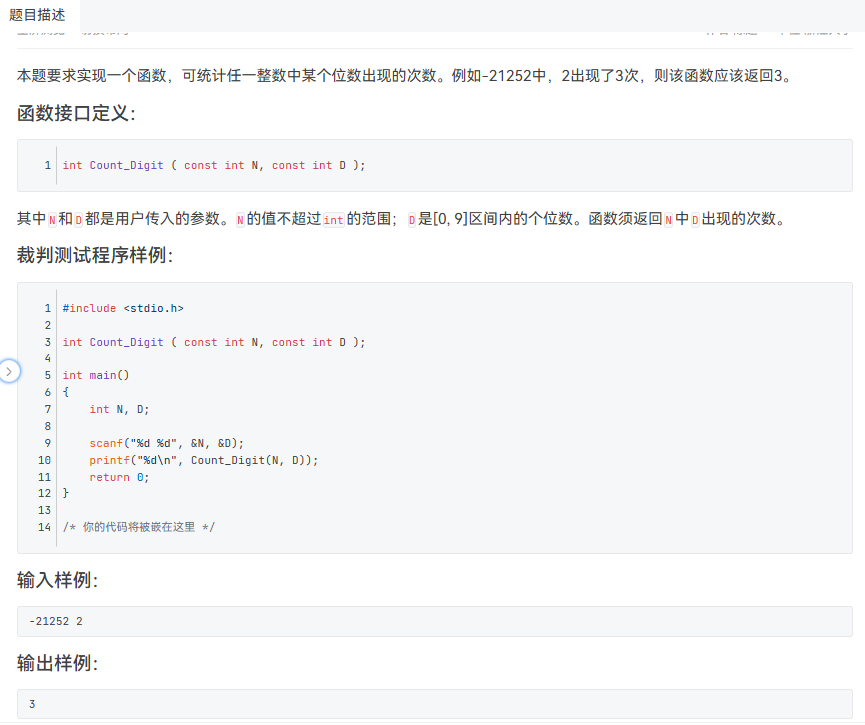 题目描述
本题要求实现一个函数，可统计任一整数中某个位数出现的次数。例如-21252中，2出现了3次，则该函数应该返回3。
函数接口定义：
1 int Count_Digit ( const int N, const int D );
其中N和D都是用户传入的参数。N的值不超过int的范围；D是[0, 9]区间内的个位数。函数须返回N中D出现的次数。
裁判测试程序样例：
1 #include <stdio.h>
2
3 int Count_Digit ( const int N, const int D );
4
5 int main()
6 {
7     int N, D;
8
9     scanf("%d %d", &N, &D);
10     printf("%d\n", Count_Digit(N, D));
11     return 0;
12 }
13
14 /* 你的代码将被嵌在这里 */
输入样例：
-21252 2
输出样例：
3